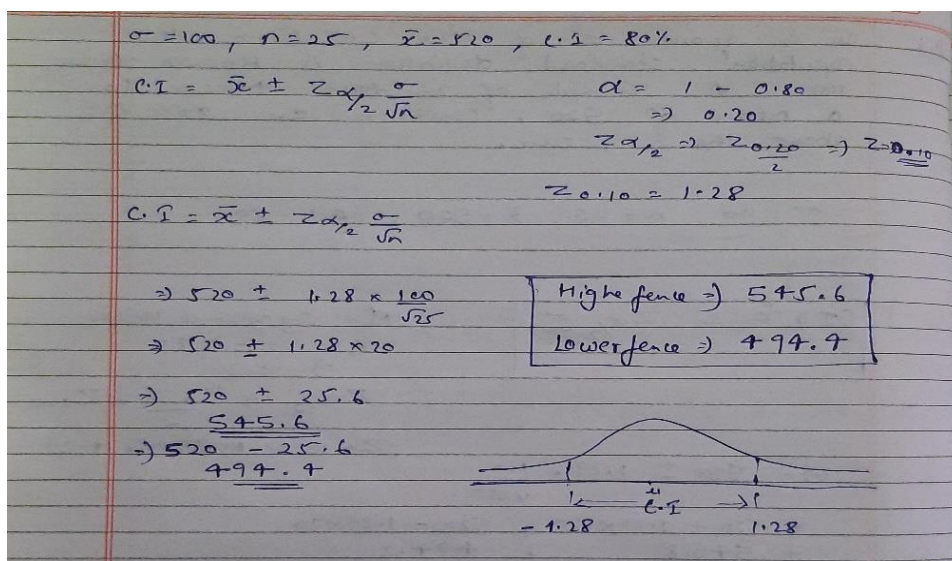 σ = 100, n = 25, x̄ = 520, C.I = 80%
C.I = x̄ ± Zα/2 σ/√n
α = 1 - 0.80
⇒ 0.20
Zα/2 ⇒ Z0.20/2 ⇒ Z0.10
Z0.10 = 1.28
C.I = x̄ ± Zα/2 σ/√n
⇒ 520 ± 1.28 × 100/√25
⇒ 520 ± 1.28 × 20
⇒ 520 ± 25.6
545.6
⇒ 520 - 25.6
494.4
Highe fence ⇒ 545.6
Lower fence ⇒ 494.4
μ
C.I
- 1.28
1.28